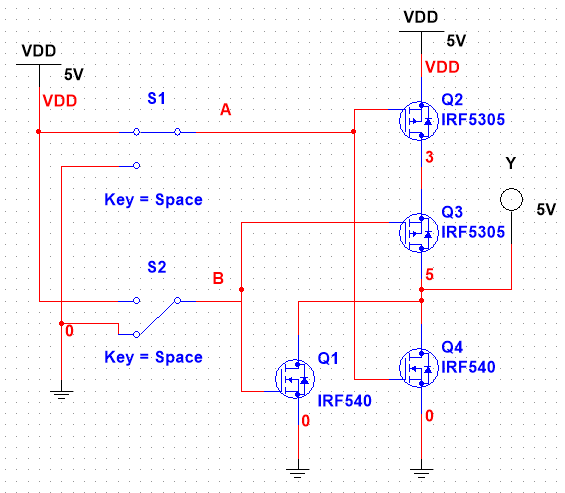 VDD
5V
VDD
VDD
5V
VDD
S1
A
Q2
IRF5305
3
Y
5V
Key = Space
Q3
IRF5305
S2
B
5
0
Key = Space
Q1
IRF540
0
Q4
IRF540
0